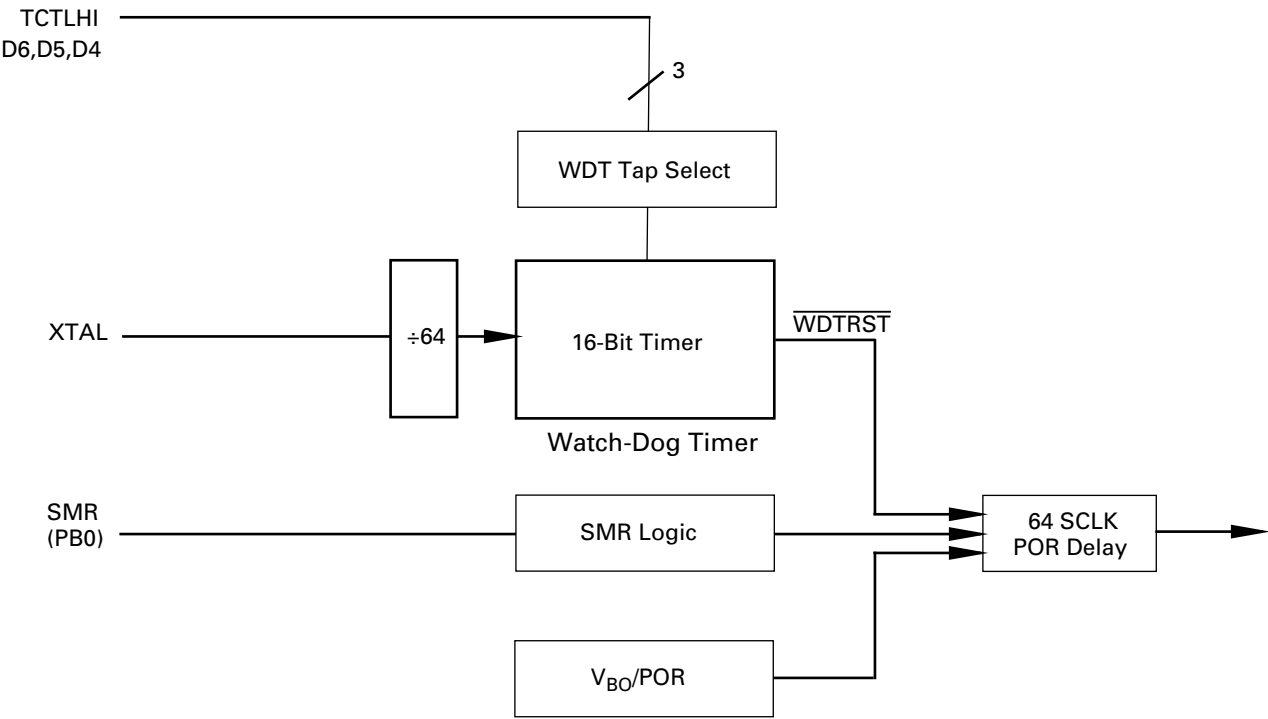 TCTLHI
D6,D5,D4
3
WDT Tap Select
XTAL
÷64
16-Bit Timer
WDTRST
Watch-Dog Timer
SMR
(PB0)
SMR Logic
64 SCLK
POR Delay
VBO/POR